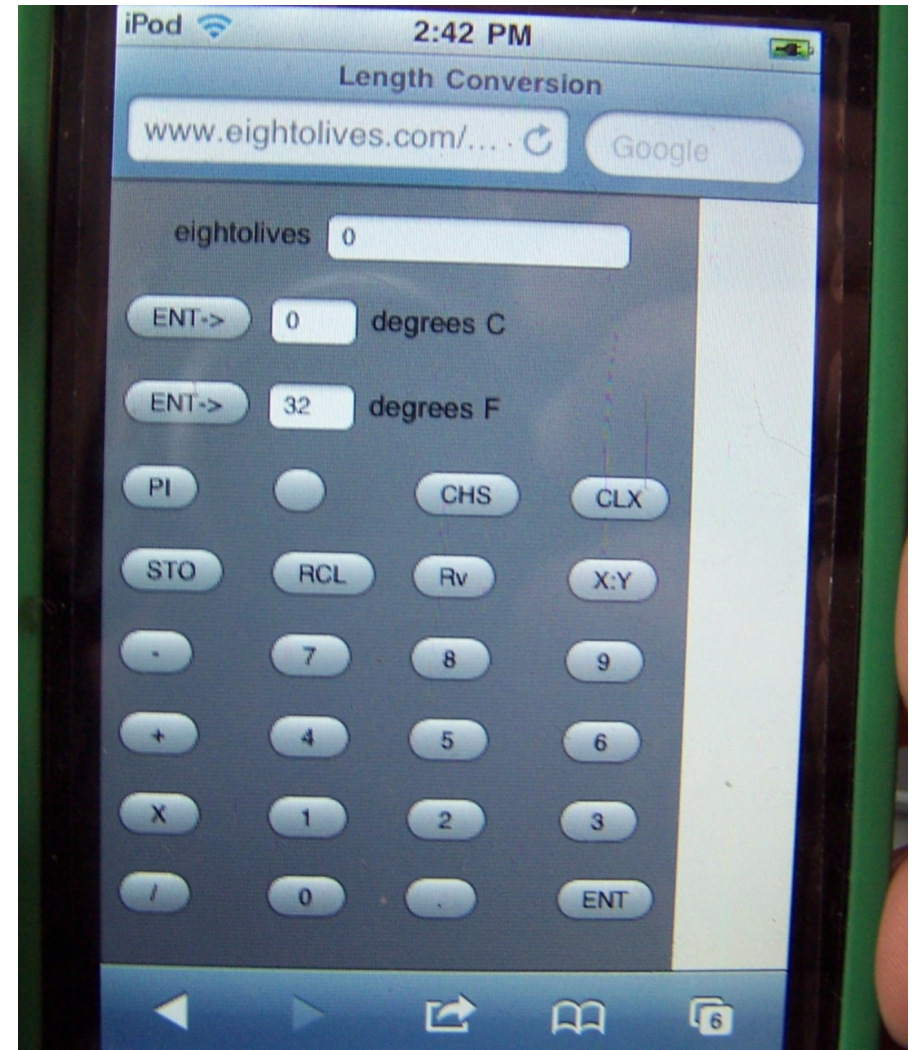 iPod 2:42 PM
Length Conversion
www.eightolives.com/... Google
eightolives 0
ENT-> 0 degrees C
ENT-> 32 degrees F
PI CHS CLX
STO RCL Rv X:Y
- 7 8 9
+ 4 5 6
X 1 2 3
/ 0 . ENT
6